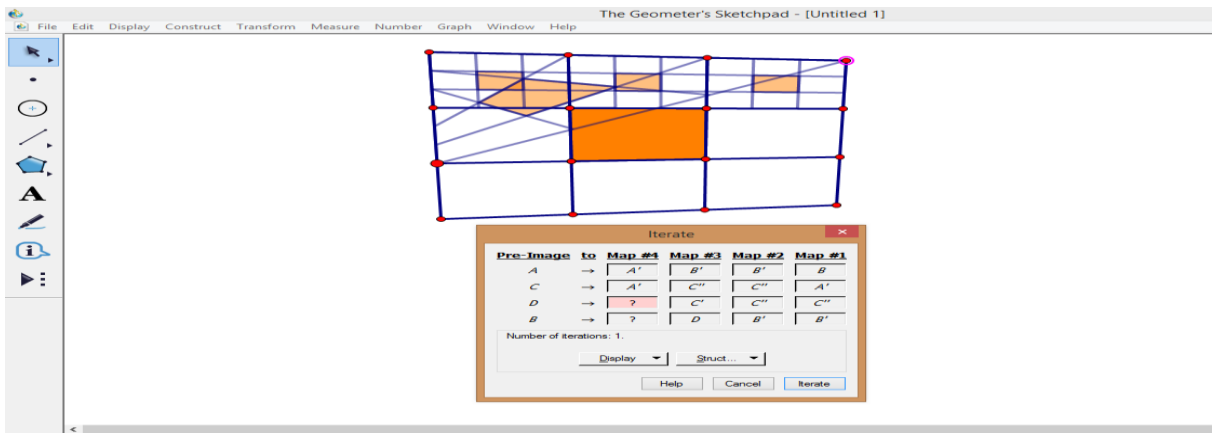 The Geometer's Sketchpad - [Untitled 1]
File Edit Display Construct Transform Measure Number Graph Window Help
A
Iterate
Pre-Image to Map #4 Map #3 Map #2 Map #1
A → A' B' B' B
C → A' C'' C'' A'
D → ? C' C'' C''
B → ? D B' B'
Number of iterations: 1.
Display Struct...
Help Cancel Iterate